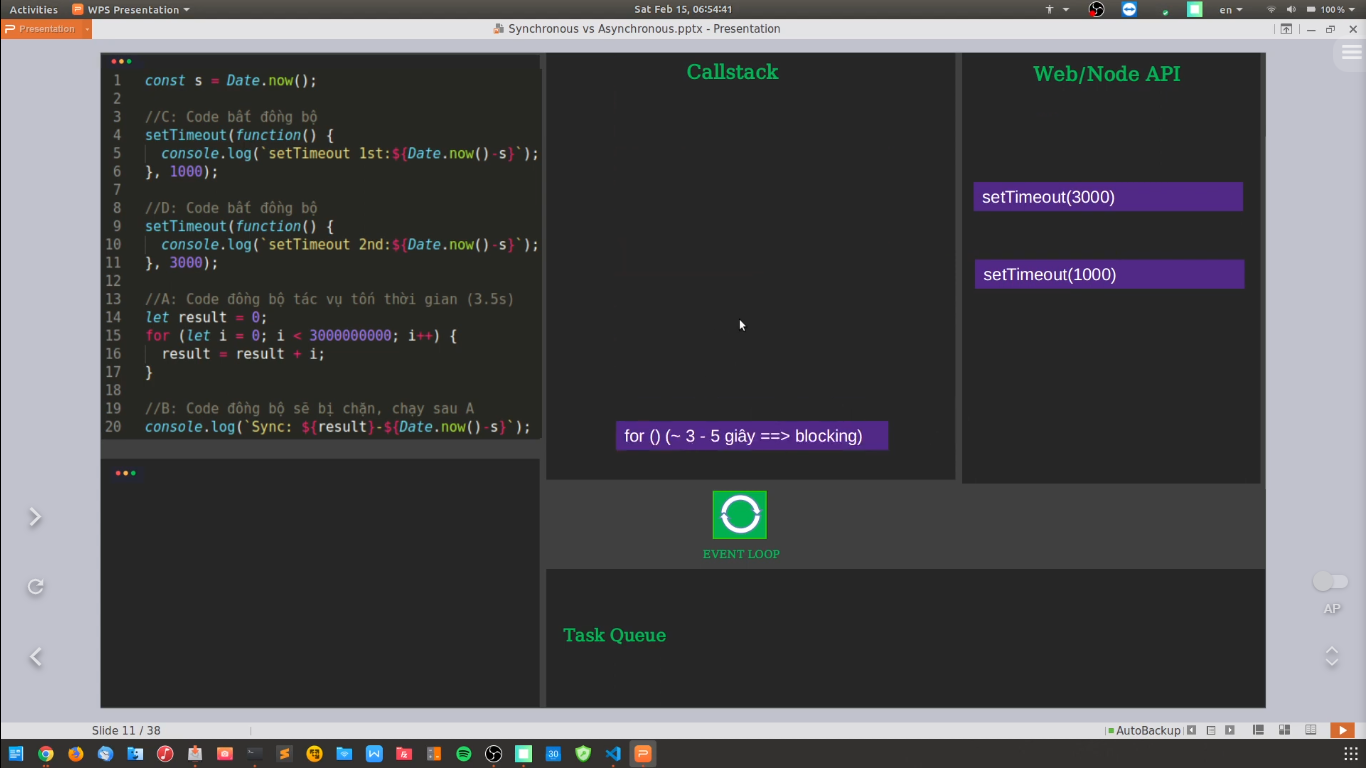 Activities WPS Presentation Sat Feb 15, 06:54:41 en 100%
Presentation Synchronous vs Asynchronous.pptx - Presentation
1 const s = Date.now();
2
3 //C: Code bất đồng bộ
4 setTimeout(function() {
5 console.log(`setTimeout 1st:${Date.now()-s}`);
6 }, 1000);
7
8 //D: Code bất đồng bộ
9 setTimeout(function() {
10 console.log(`setTimeout 2nd:${Date.now()-s}`);
11 }, 3000);
12
13 //A: Code đồng bộ tác vụ tốn thời gian (3.5s)
14 let result = 0;
15 for (let i = 0; i < 3000000000; i++) {
16 result = result + i;
17 }
18
19 //B: Code đồng bộ sẽ bị chặn, chạy sau A
20 console.log(`Sync: ${result}-${Date.now()-s}`);
Callstack
for () (~ 3 - 5 giây ==> blocking)
Web/Node API
setTimeout(3000)
setTimeout(1000)
EVENT LOOP
Task Queue
AP
Slide 11 / 38 AutoBackup
30